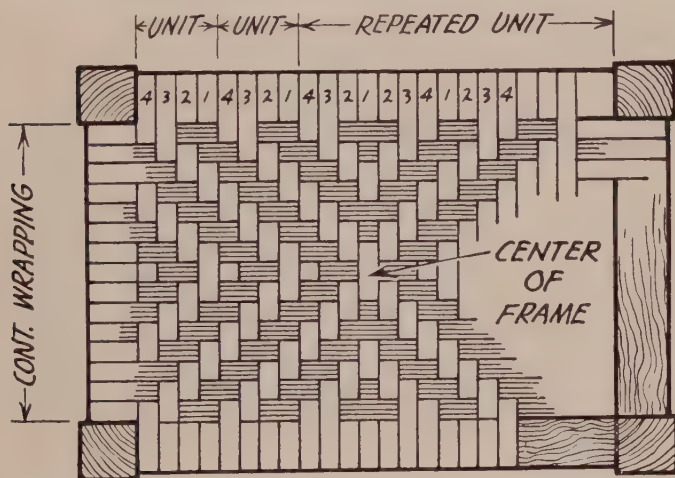 UNIT UNIT REPEATED UNIT
4 3 2 1 4 3 2 1 4 3 2 1 2 3 4 1 2 3 4
CONT. WRAPPING
CENTER
OF
FRAME